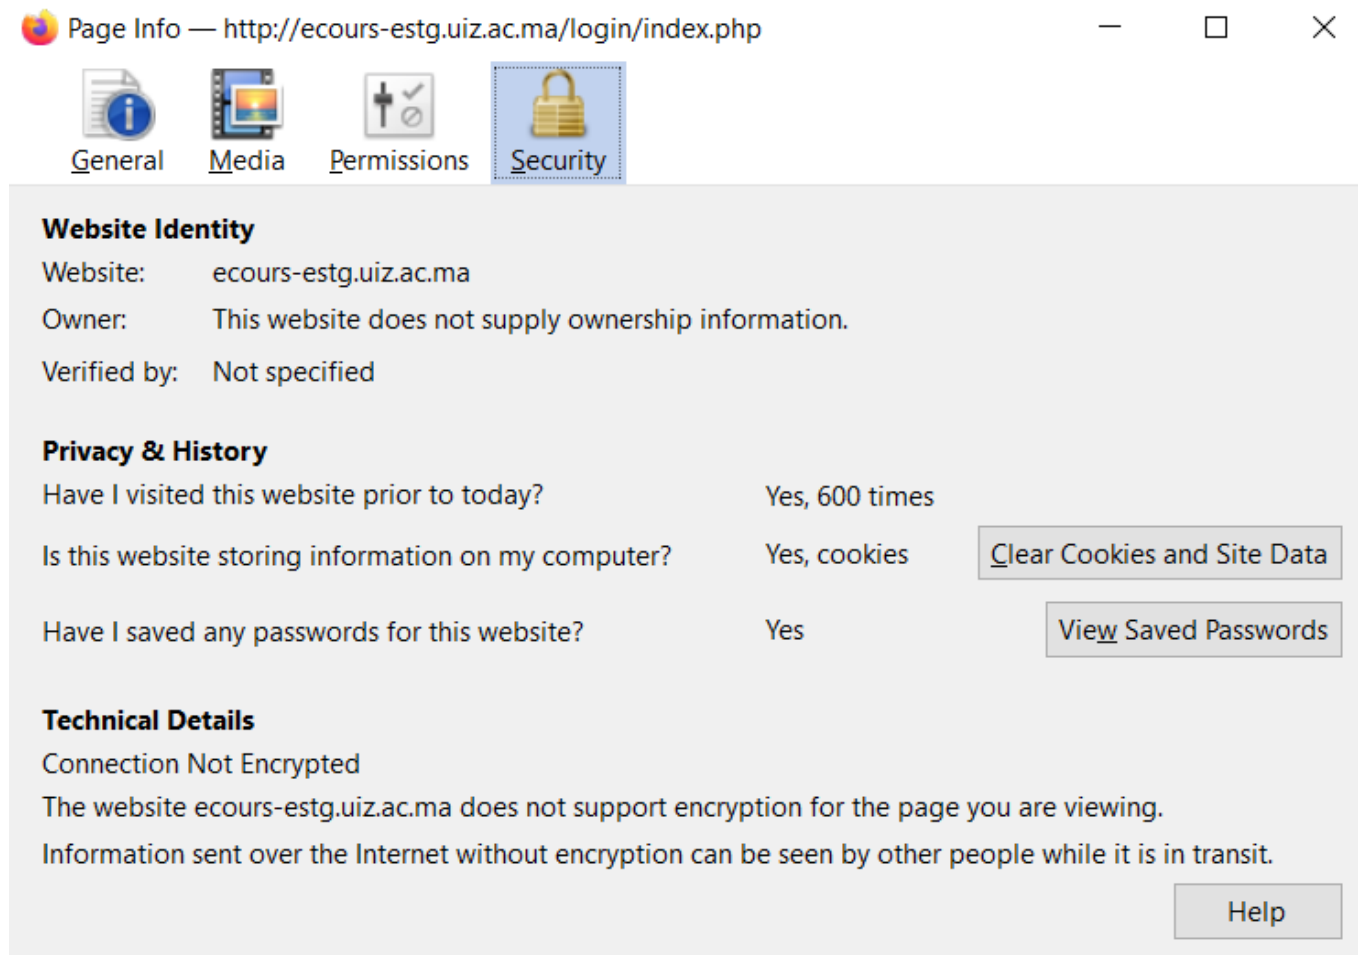 Page Info — http://ecours-estg.uiz.ac.ma/login/index.php
General Media Permissions Security
Website Identity
Website: ecours-estg.uiz.ac.ma
Owner: This website does not supply ownership information.
Verified by: Not specified
Privacy & History
Have I visited this website prior to today? Yes, 600 times
Is this website storing information on my computer? Yes, cookies Clear Cookies and Site Data
Have I saved any passwords for this website? Yes View Saved Passwords
Technical Details
Connection Not Encrypted
The website ecours-estg.uiz.ac.ma does not support encryption for the page you are viewing.
Information sent over the Internet without encryption can be seen by other people while it is in transit.
Help